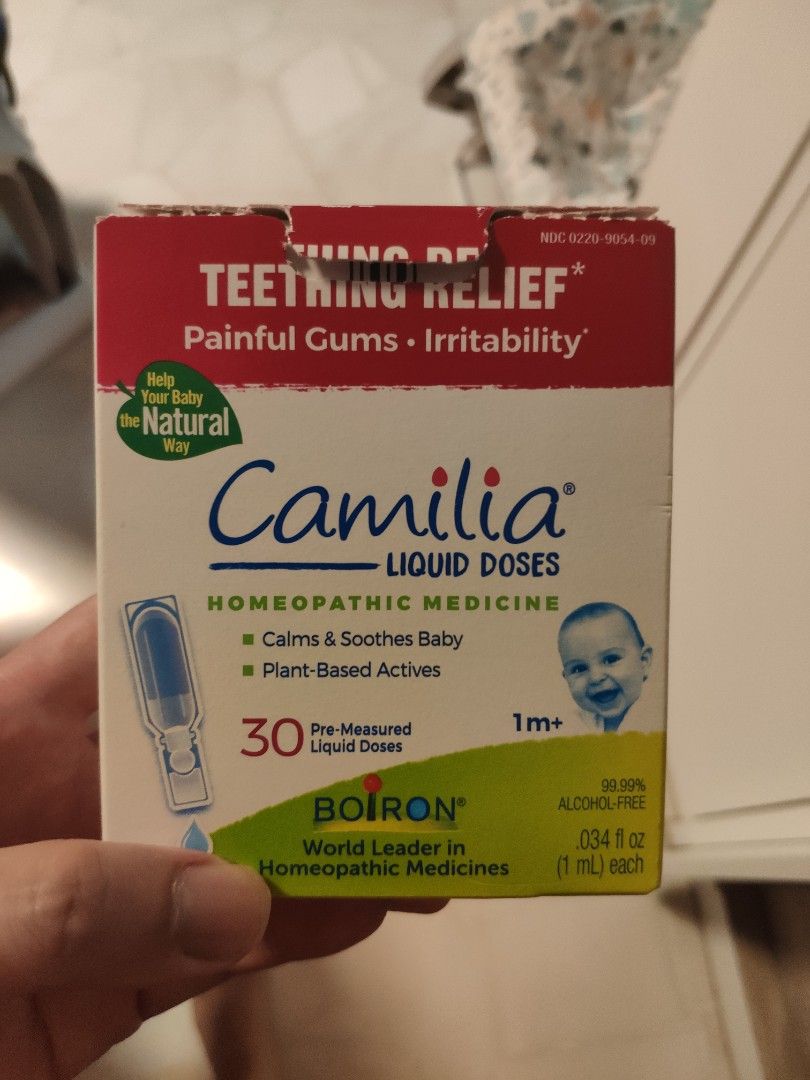 NDC 0220-9054-09
TEETHING RELIEF*
Painful Gums • Irritability*
Help
Your Baby
the Natural
Way
Camilia®
LIQUID DOSES
HOMEOPATHIC MEDICINE
Calms & Soothes Baby
Plant-Based Actives
1m+
30 Pre-Measured
Liquid Doses
BOIRON®
World Leader in
Homeopathic Medicines
99.99%
ALCOHOL-FREE
.034 fl oz
(1 mL) each